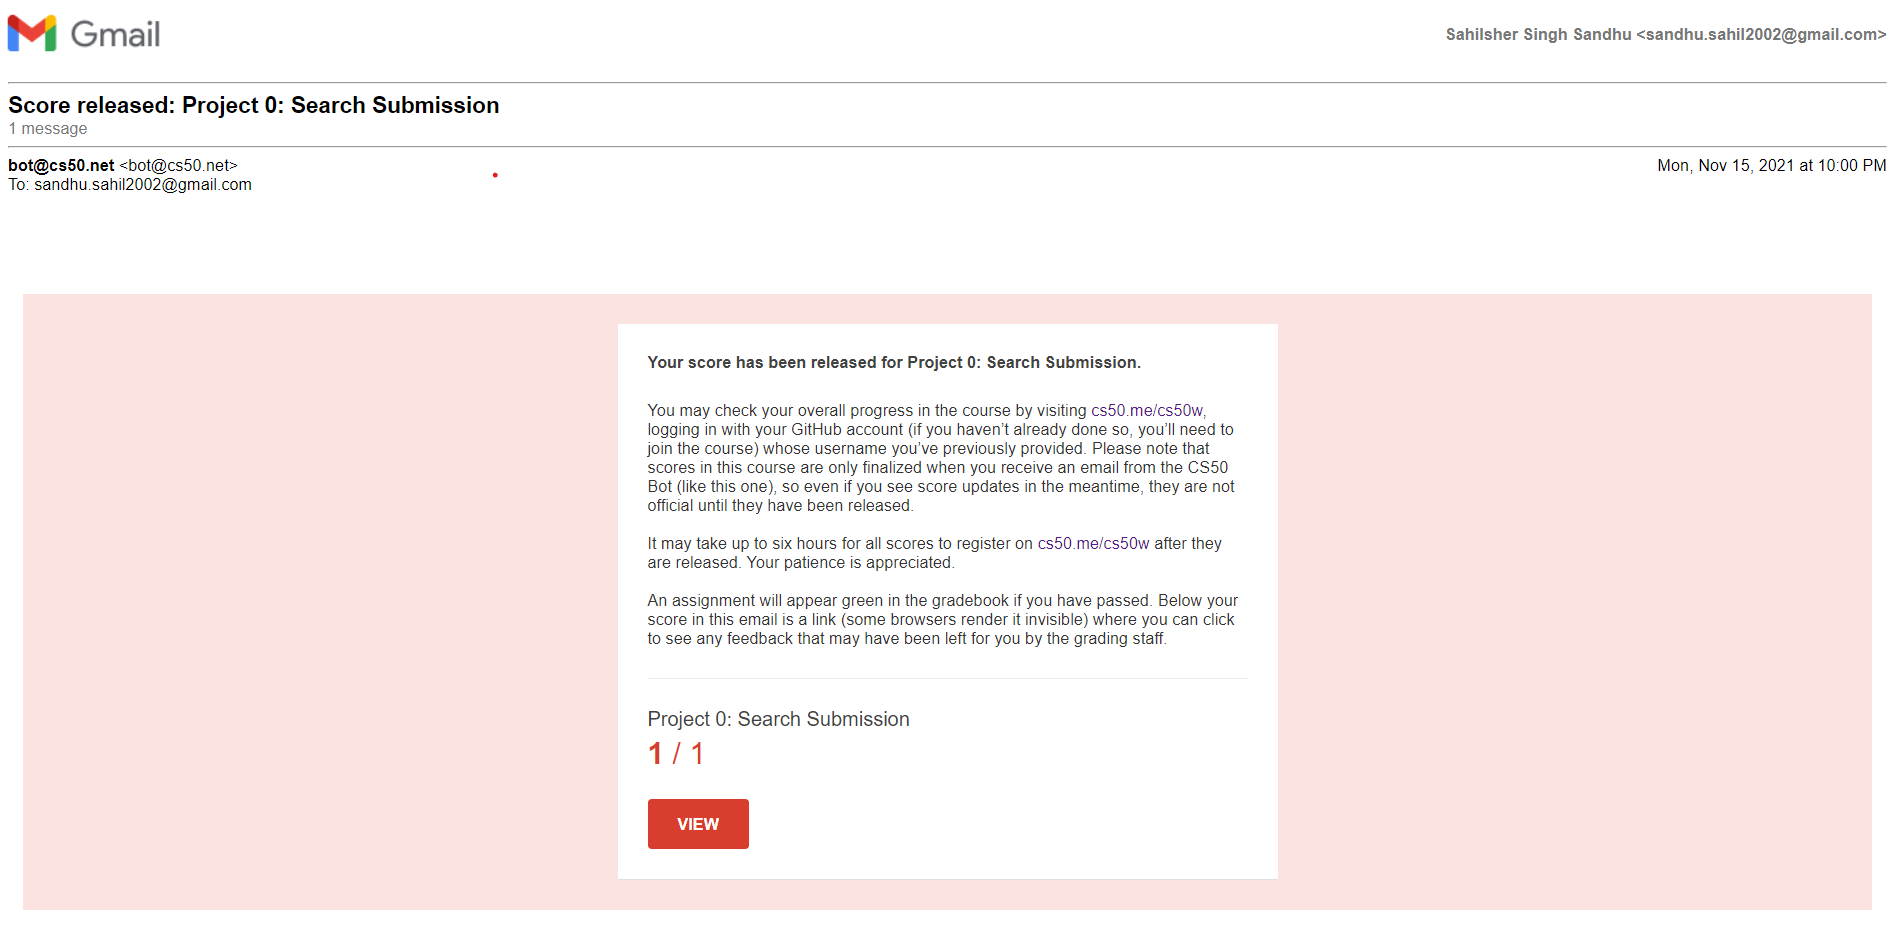 Gmail
Sahilsher Singh Sandhu <sandhu.sahil2002@gmail.com>
Score released: Project 0: Search Submission
1 message
bot@cs50.net <bot@cs50.net>
Mon, Nov 15, 2021 at 10:00 PM
To: sandhu.sahil2002@gmail.com
Your score has been released for Project 0: Search Submission.
You may check your overall progress in the course by visiting cs50.me/cs50w,
logging in with your GitHub account (if you haven’t already done so, you’ll need to
join the course) whose username you’ve previously provided. Please note that
scores in this course are only finalized when you receive an email from the CS50
Bot (like this one), so even if you see score updates in the meantime, they are not
official until they have been released.
It may take up to six hours for all scores to register on cs50.me/cs50w after they
are released. Your patience is appreciated.
An assignment will appear green in the gradebook if you have passed. Below your
score in this email is a link (some browsers render it invisible) where you can click
to see any feedback that may have been left for you by the grading staff.
Project 0: Search Submission
1 / 1
VIEW